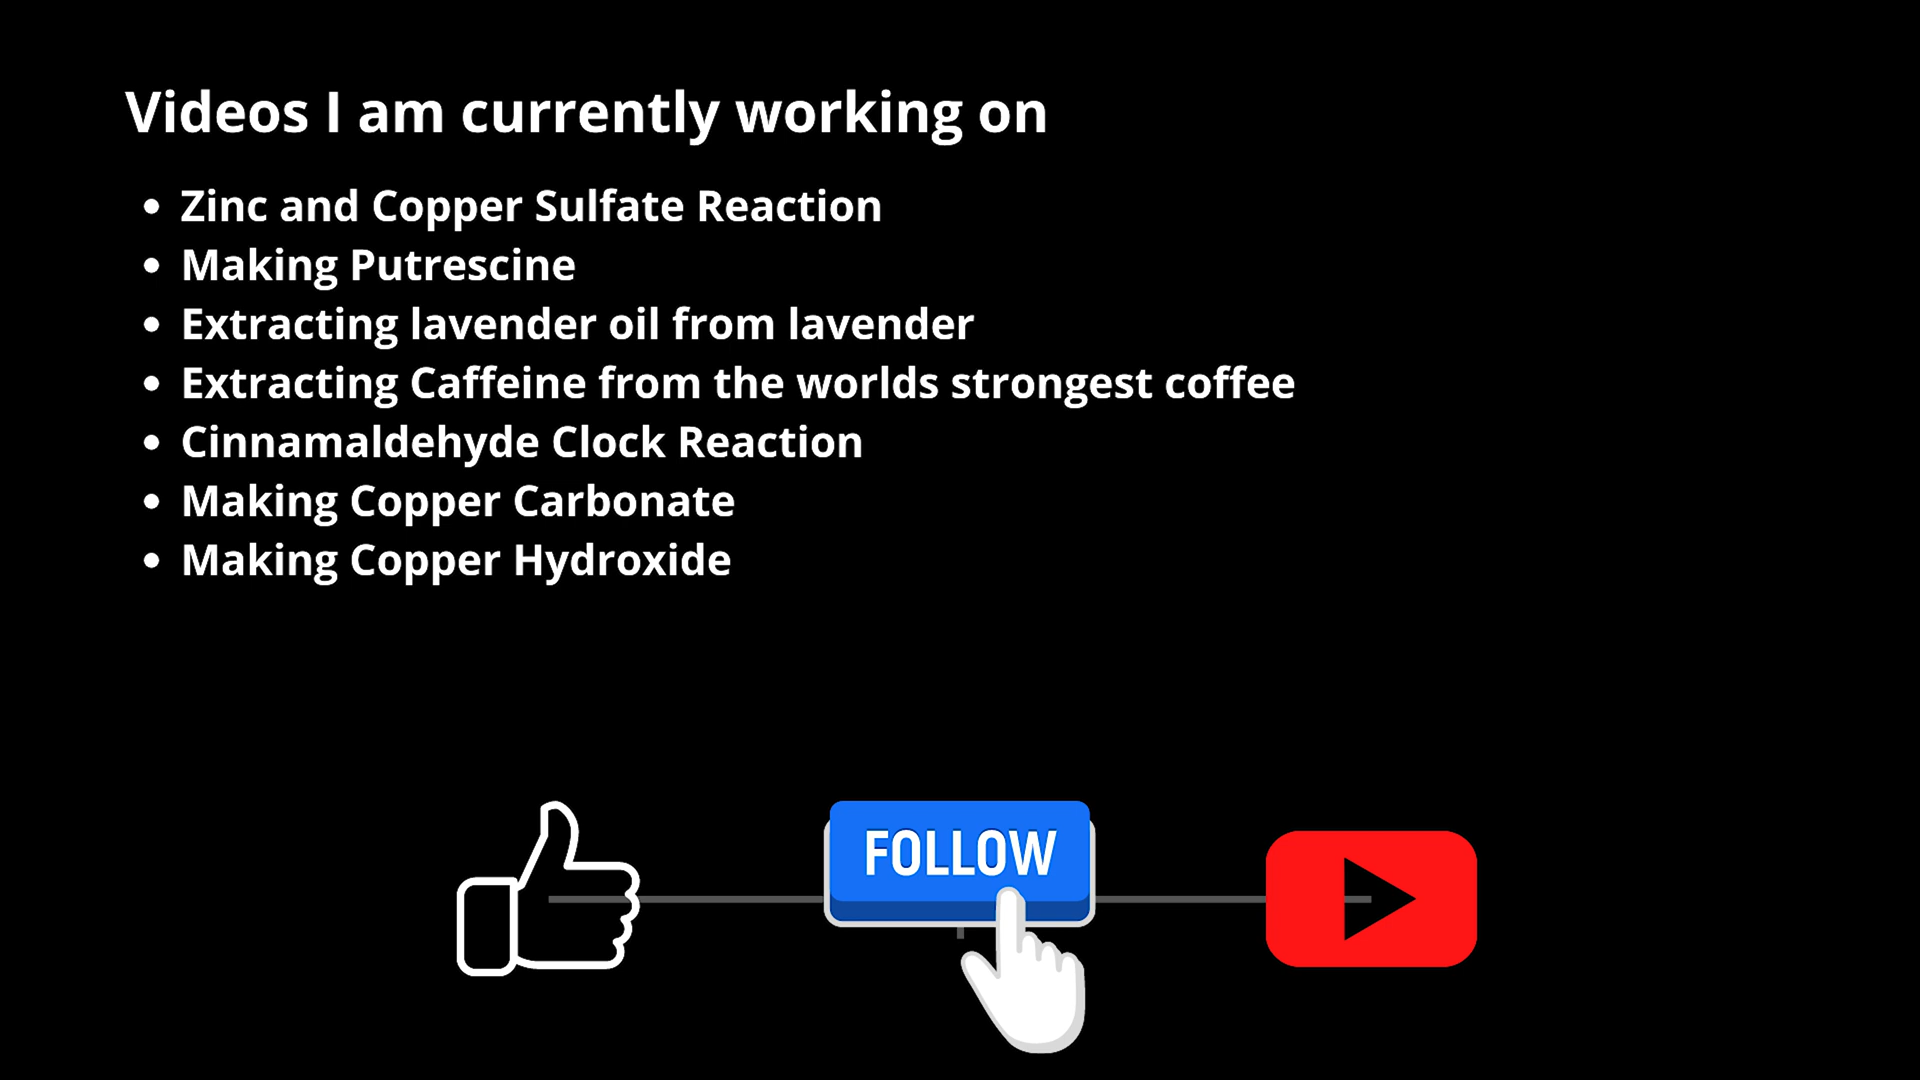 Videos I am currently working on
• Zinc and Copper Sulfate Reaction
• Making Putrescine
• Extracting lavender oil from lavender
• Extracting Caffeine from the worlds strongest coffee
• Cinnamaldehyde Clock Reaction
• Making Copper Carbonate
• Making Copper Hydroxide
FOLLOW